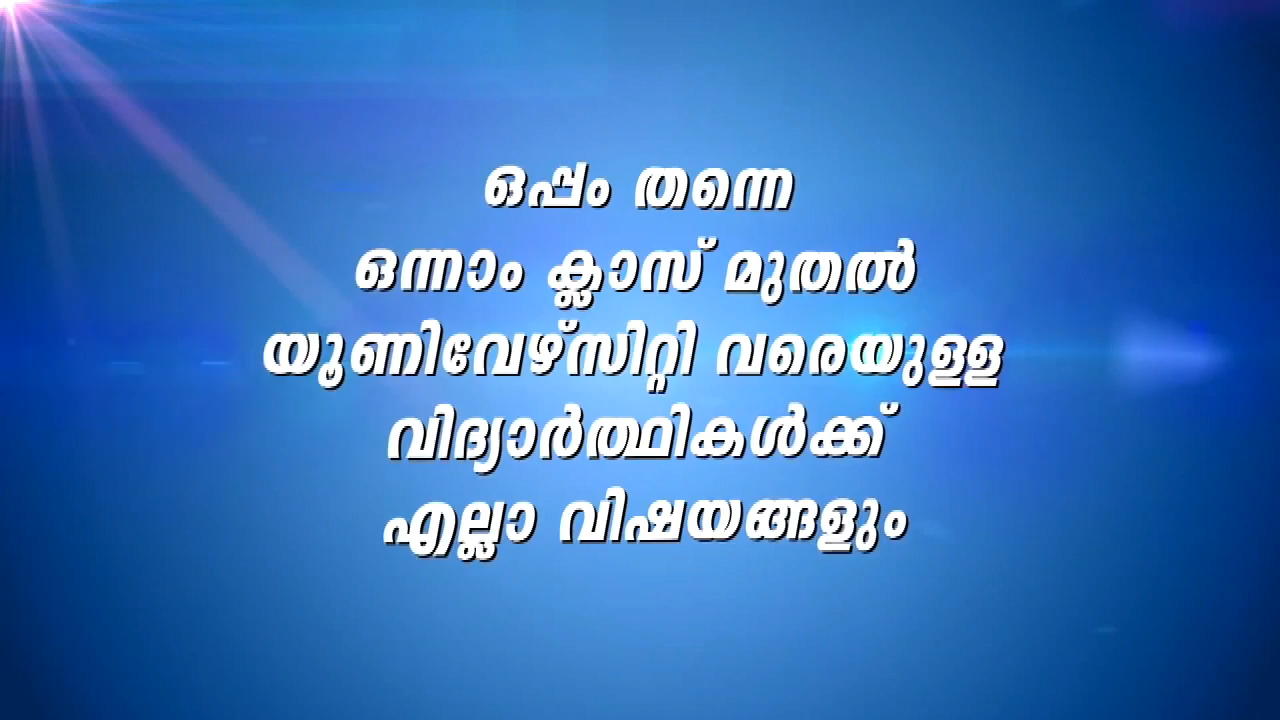 ഒപ്പം തന്നെ
ഒന്നാം ക്ലാസ് മുതൽ
യൂണിവേഴ്സിറ്റി വരെയുള്ള
വിദ്യാർത്ഥികൾക്ക്
എല്ലാ വിഷയങ്ങളും